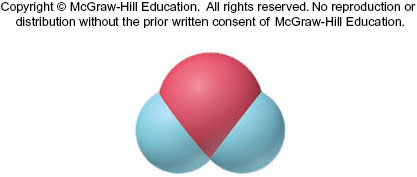 Copyright © McGraw-Hill Education.  All rights reserved. No reproduction or
distribution without the prior written consent of McGraw-Hill Education.